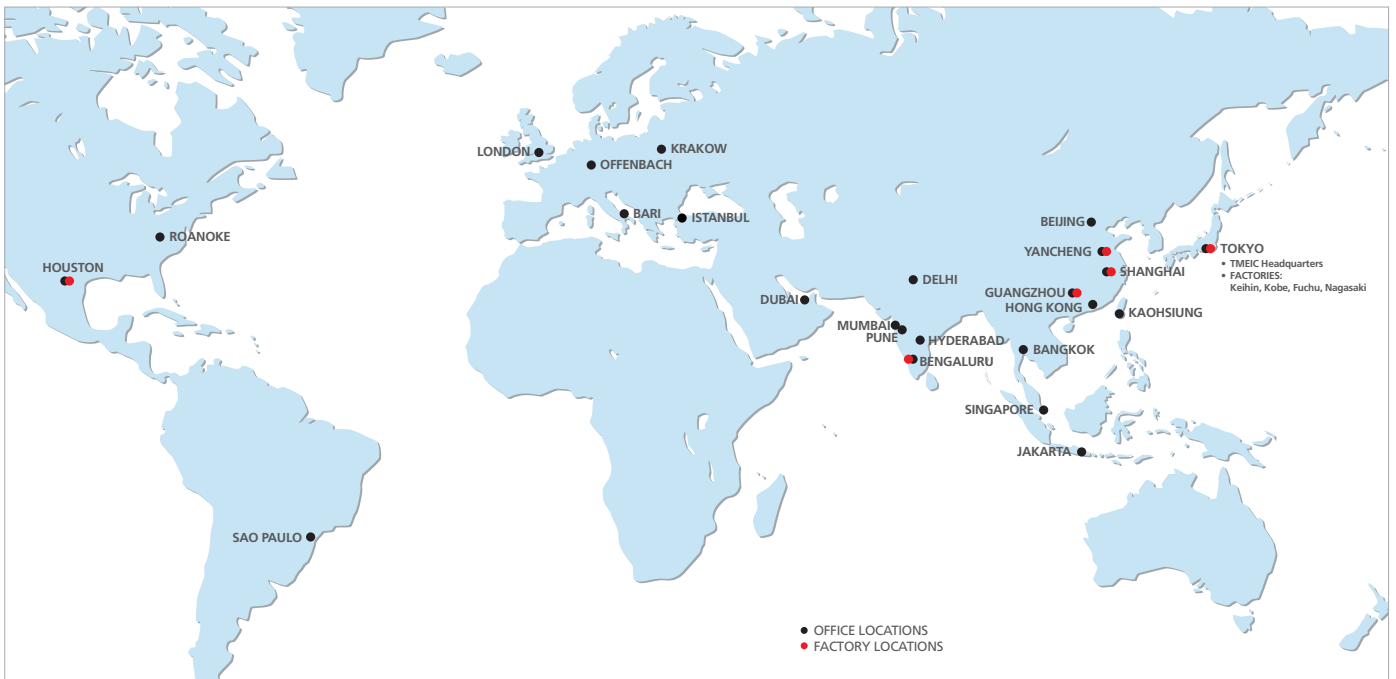 LONDON
KRAKOW
OFFENBACH
BARI
ISTANBUL
ROANOKE
HOUSTON
BEIJING
YANCHENG
TOKYO
• TMEIC Headquarters
• FACTORIES:
Keihin, Kobe, Fuchu, Nagasaki
SHANGHAI
DELHI
DUBAI
GUANGZHOU
HONG KONG
KAOHSIUNG
MUMBAI
PUNE
HYDERABAD
BANGKOK
BENGALURU
SINGAPORE
JAKARTA
SAO PAULO
OFFICE LOCATIONS
FACTORY LOCATIONS